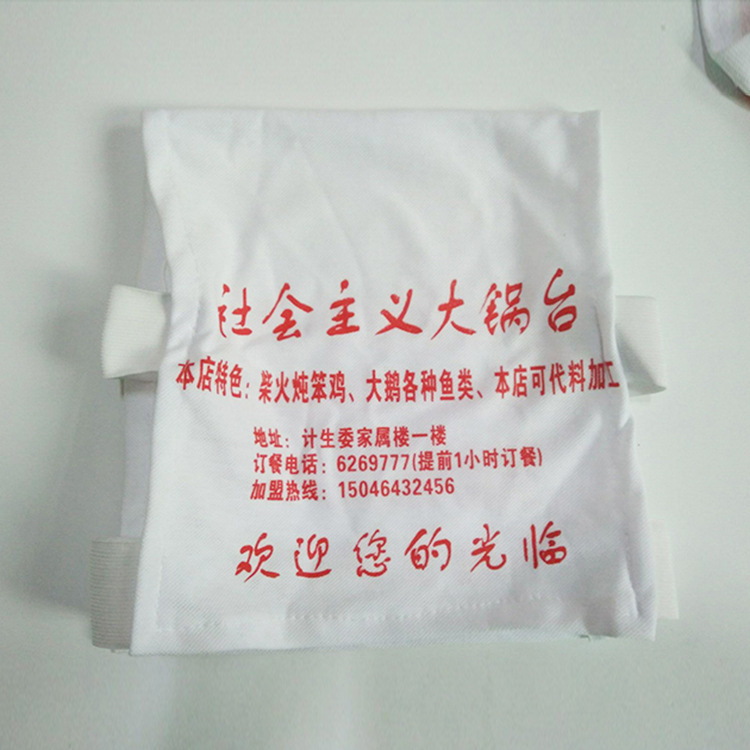 社会主义大锅台
本店特色：柴火炖笨鸡、大鹅各种鱼类、本店可代料加工
地址：计生委家属楼一楼
订餐电话：6269777(提前1小时订餐)
加盟热线：15046432456
欢迎您的光临